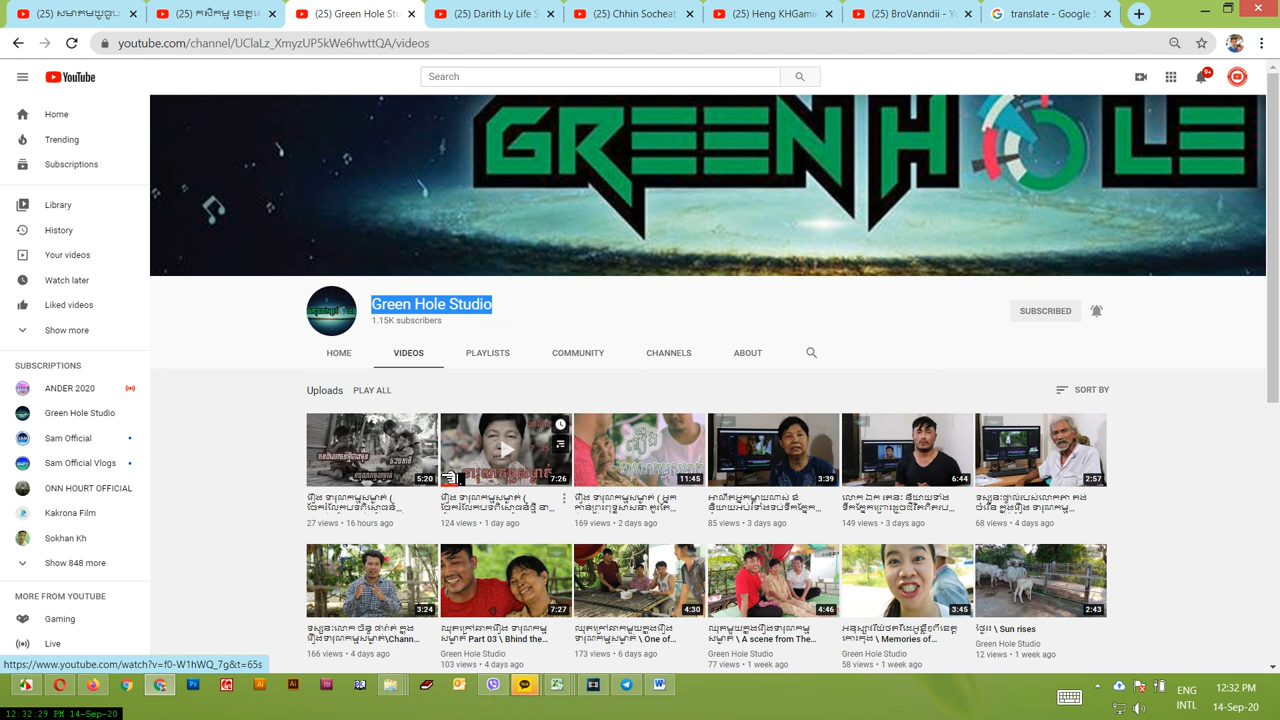 (25) Green Hole Stu
(25) Darith Ly Life S
(25) Chhin Socheat
(25) Heng KHGamin
(25) BroVanndii - Yo
translate - Google S
youtube.com/channel/UClaLz_XmyzUP5kWe6hwttQA/videos
YouTube
Search
9+
GREEN HOLE
Home
Trending
Subscriptions
Library
History
Your videos
Watch later
Liked videos
Show more
SUBSCRIPTIONS
ANDER 2020
Green Hole Studio
Sam Official
Sam Official Vlogs
ONN HOURT OFFICIAL
Kakrona Film
Sokhan Kh
Show 848 more
MORE FROM YOUTUBE
Gaming
Live
Green Hole Studio
1.15K subscribers
SUBSCRIBED
HOME VIDEOS PLAYLISTS COMMUNITY CHANNELS ABOUT
Uploads PLAY ALL
SORT BY
5:20 7:26 11:45 3:39 6:44 2:57
27 views • 16 hours ago
124 views • 1 day ago
169 views • 2 days ago
85 views • 3 days ago
149 views • 3 days ago
68 views • 4 days ago
3:24 7:27 4:30 4:46 3:45 2:43
166 views • 4 days ago
Part 03 \ Bhind the...
Green Hole Studio
103 views • 4 days ago
\ One of...
173 views • 6 days ago
\ A scene from The...
Green Hole Studio
77 views • 1 week ago
\ Memories of...
Green Hole Studio
58 views • 1 week ago
ថ្ងៃរះ \ Sun rises
Green Hole Studio
12 views • 1 week ago
https://www.youtube.com/watch?v=f0-W1hWQ_7g&t=65s
ENG
INTL
12:32 PM
14-Sep-20
12:32:29 PM 14-Sep-20